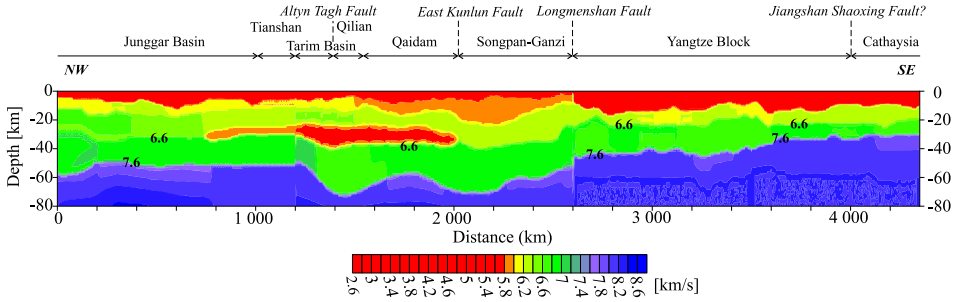 Altyn Tagh Fault East Kunlun Fault Longmenshan Fault Jiangshan Shaoxing Fault?
Tianshan Qilian
Junggar Basin Tarim Basin Qaidam Songpan-Ganzi Yangtze Block Cathaysia
NW SE
0 0
-20 -20
-40 -40
-60 -60
-80 -80
Depth [km]
6.6 6.6 6.6 6.6
7.6 7.6 7.6
0 1 000 2 000 3 000 4 000
Distance (km)
2.6 3 3.4 3.8 4.2 4.6 5 5.4 5.8 6.2 6.6 7 7.4 7.8 8.2 8.6
[km/s]